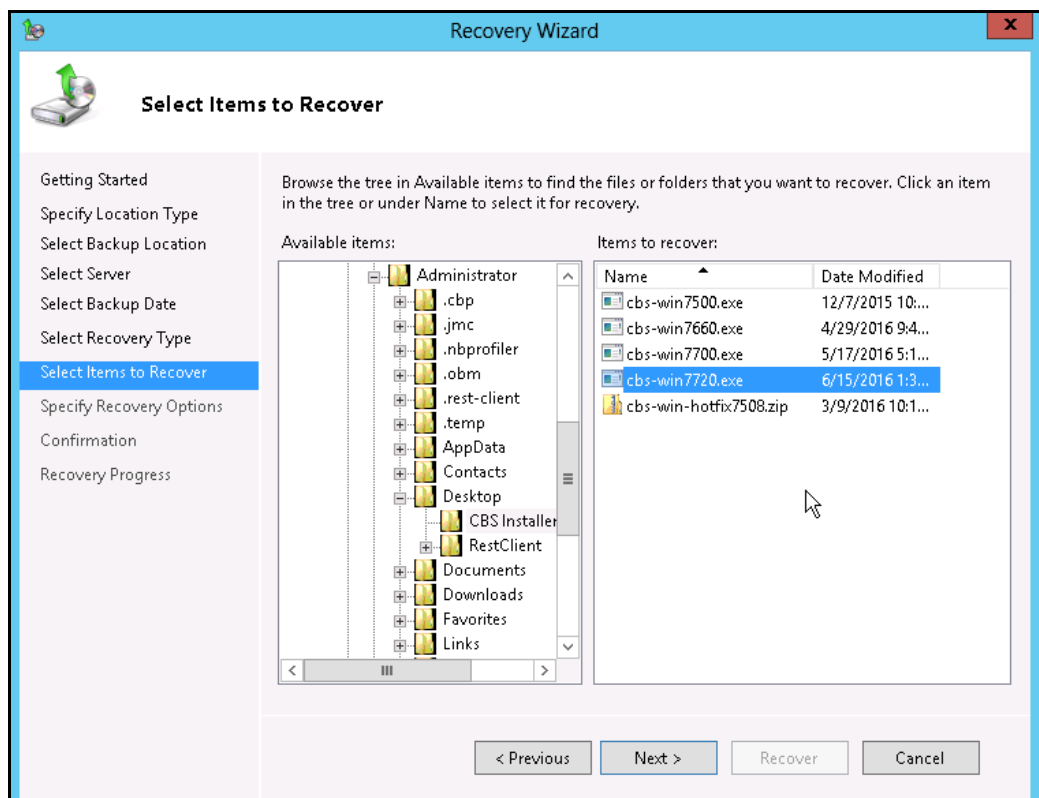 Recovery Wizard
x
Select Items to Recover
Getting Started
Specify Location Type
Select Backup Location
Select Server
Select Backup Date
Select Recovery Type
Select Items to Recover
Specify Recovery Options
Confirmation
Recovery Progress
Browse the tree in Available items to find the files or folders that you want to recover. Click an item
in the tree or under Name to select it for recovery.
Available items:
Administrator
.cbp
.jmc
.nbprofiler
.obm
.rest-client
.temp
AppData
Contacts
Desktop
CBS Installer
RestClient
Documents
Downloads
Favorites
Links
Items to recover:
Name Date Modified
cbs-win7500.exe 12/7/2015 10:...
cbs-win7660.exe 4/29/2016 9:4...
cbs-win7700.exe 5/17/2016 5:1...
cbs-win7720.exe 6/15/2016 1:3...
cbs-win-hotfix7508.zip 3/9/2016 10:1...
< Previous Next > Recover Cancel